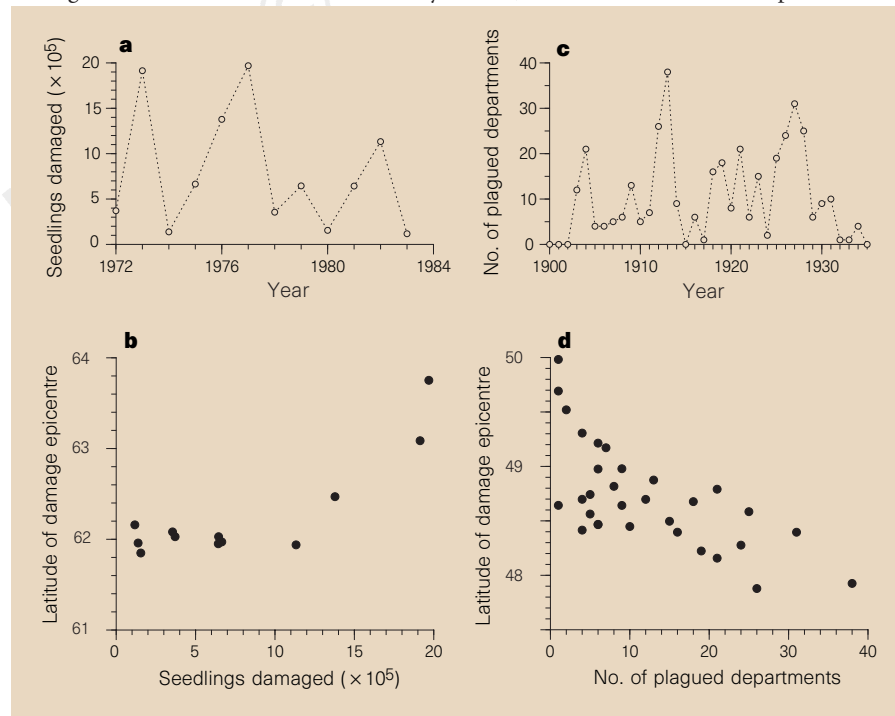 a
Seedlings damaged (×10⁵)
20
15
10
5
0
1972
1976
1980
1984
Year
c
No. of plagued departments
40
30
20
10
0
1900
1910
1920
1930
Year
b
Latitude of damage epicentre
64
63
62
61
0
5
10
15
20
Seedlings damaged (×10⁵)
d
Latitude of damage epicentre
50
49
48
0
10
20
30
40
No. of plagued departments